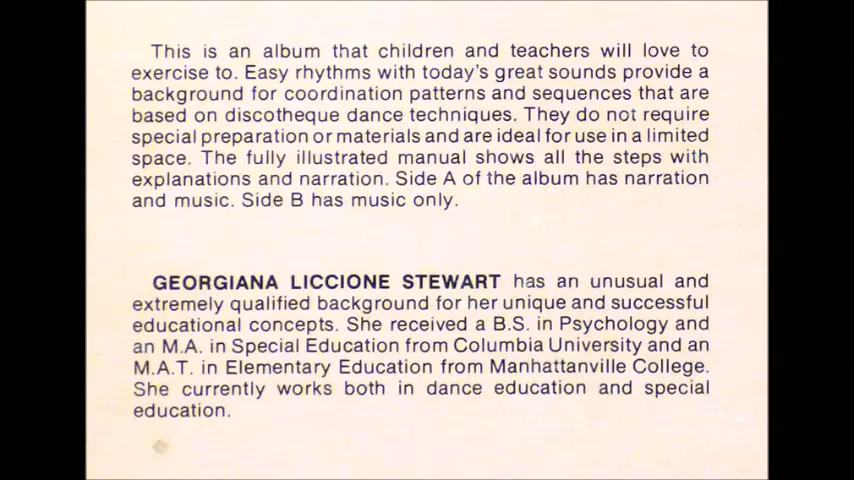 This is an album that children and teachers will love to
exercise to. Easy rhythms with today's great sounds provide a
background for coordination patterns and sequences that are
based on discotheque dance techniques. They do not require
special preparation or materials and are ideal for use in a limited
space. The fully illustrated manual shows all the steps with
explanations and narration. Side A of the album has narration
and music. Side B has music only.
GEORGIANA LICCIONE STEWART has an unusual and
extremely qualified background for her unique and successful
educational concepts. She received a B.S. in Psychology and
an M.A. in Special Education from Columbia University and an
M.A.T. in Elementary Education from Manhattanville College.
She currently works both in dance education and special
education.